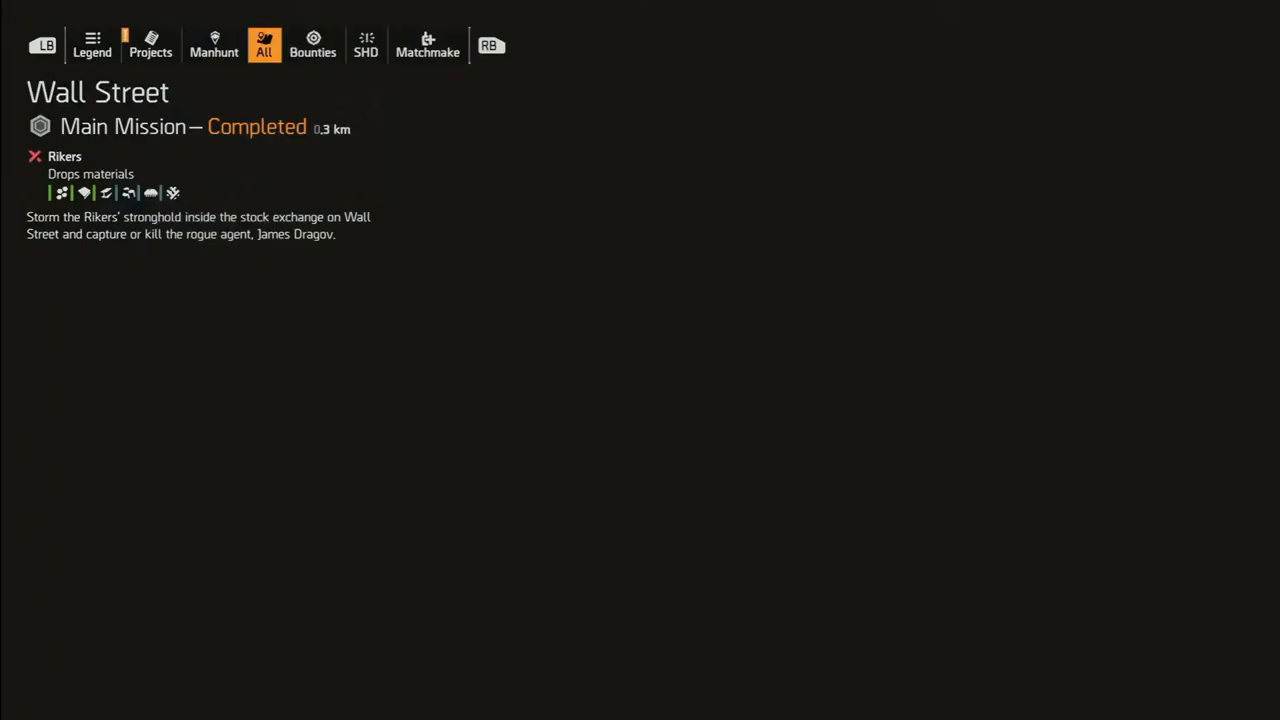 LB Legend Projects Manhunt All Bounties SHD Matchmake RB
Wall Street
Main Mission — Completed 0.3 km
Rikers
Drops materials
Storm the Rikers' stronghold inside the stock exchange on Wall
Street and capture or kill the rogue agent, James Dragov.